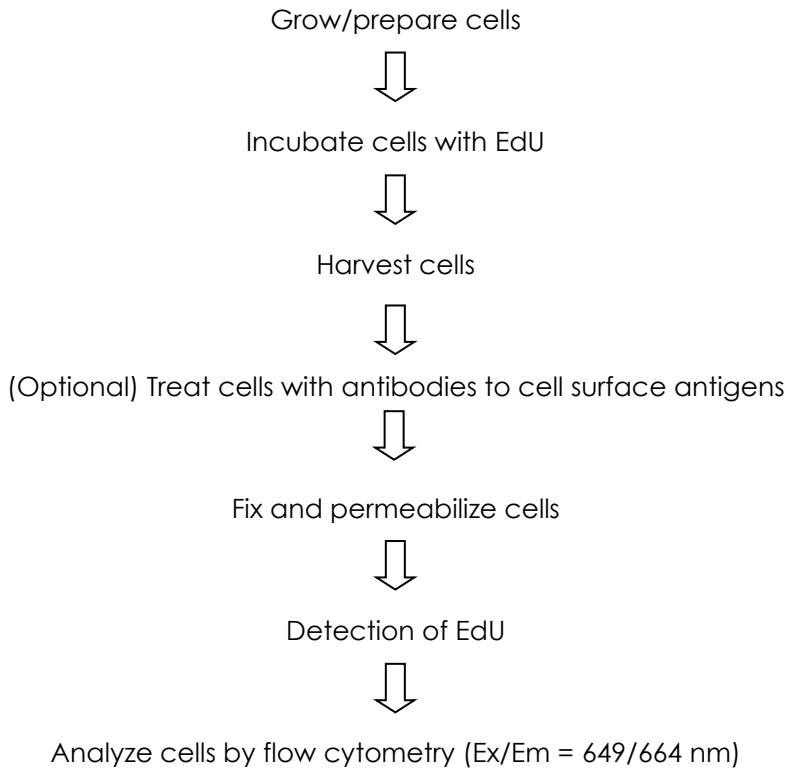 Grow/prepare cells
Incubate cells with EdU
Harvest cells
(Optional) Treat cells with antibodies to cell surface antigens
Fix and permeabilize cells
Detection of EdU
Analyze cells by flow cytometry (Ex/Em = 649/664 nm)